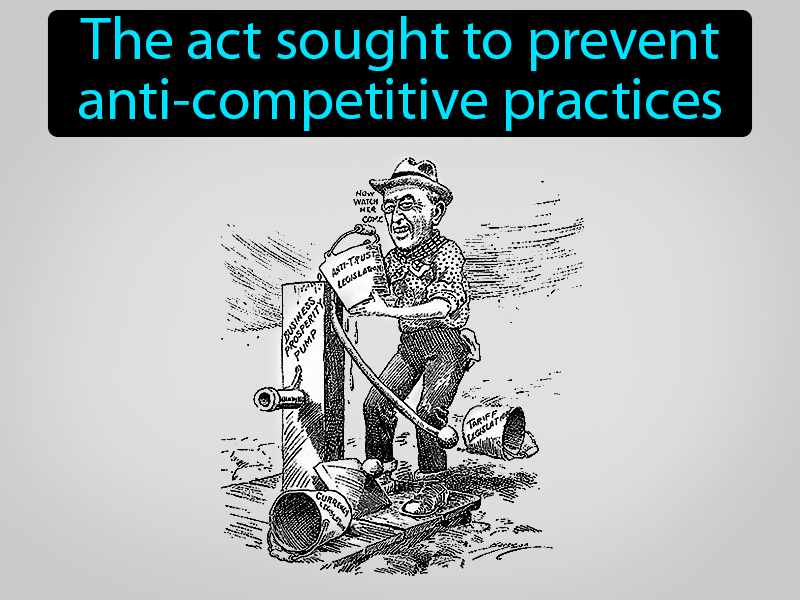 The act sought to prevent
anti-competitive practices
NOW
WATCH
HER
COME
ANTI-TRUST
LEGISLATION
BUSINESS
PROSPERITY
PUMP
TARIFF
LEGISLATION
CURRENCY
LEGISLATION